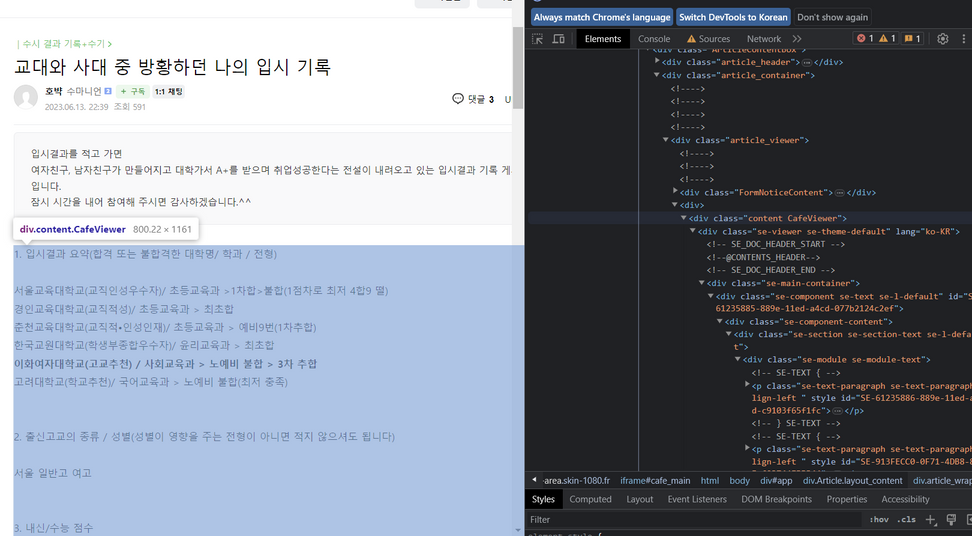 | 수시 결과 기록+수기 >
교대와 사대 중 방황하던 나의 입시 기록
호박 수마니언 + 구독 1:1 채팅
2023.06.13. 22:39 조회 591
댓글 3 U
입시결과를 적고 가면
여자친구, 남자친구가 만들어지고 대학가서 A+를 받으며 취업성공한다는 전설이 내려오고 있는 입시결과 기록 게
입니다.
잠시 시간을 내어 참여해 주시면 감사하겠습니다.^^
div.content.CafeViewer 800.22 × 1161
1. 입시결과 요약(합격 또는 불합격한 대학명/ 학과 / 전형)
서울교육대학교(교직인성우수자)/ 초등교육과 >1차합>불합(1점차로 최저 4합9 떨)
경인교육대학교(교직적성)/ 초등교육과 > 최초합
춘천교육대학교(교직적•인성인재)/ 초등교육과 > 예비9번(1차추합)
한국교원대학교(학생부종합우수자)/ 윤리교육과 > 최초합
이화여자대학교(고교추천) / 사회교육과 > 노예비 불합 > 3차 추합
고려대학교(학교추천)/ 국어교육과 > 노예비 불합(최저 충족)
2. 출신고교의 종류 / 성별(성별이 영향을 주는 전형이 아니면 적지 않으셔도 됩니다)
서울 일반고 여고
3. 내신/수능 점수
Always match Chrome's language Switch DevTools to Korean Don't show again
Elements Console Sources Network >> 1 1 1
<div class="ArticleContentBox">
<div class="article_header">…</div>
<div class="article_container">
<!---->
<!---->
<!---->
<!---->
<div class="article_viewer">
<!---->
<!---->
<!---->
<div class="FormNoticeContent">…</div>
<div>
<div class="content CafeViewer">
<div class="se-viewer se-theme-default" lang="ko-KR">
<!-- SE_DOC_HEADER_START -->
<!--@CONTENTS_HEADER-->
<!-- SE_DOC_HEADER_END -->
<div class="se-main-container">
<div class="se-component se-text se-l-default" id="S
61235885-889e-11ed-a4cd-077b2124c2ef">
<div class="se-component-content">
<div class="se-section se-section-text se-l-defa
t">
<div class="se-module se-module-text">
<!-- SE-TEXT { -->
<p class="se-text-paragraph se-text-paragraph
lign-left " style id="SE-61235886-889e-11ed-a
d-c9103f65f1fc">…</p>
<!-- } SE-TEXT -->
<!-- SE-TEXT { -->
<p class="se-text-paragraph se-text-paragraph
lign-left " style id="SE-913FECC0-0F71-4DB8-8
-area.skin-1080.fr iframe#cafe_main html body div#app div.Article.layout_content div.article_wrap
Styles Computed Layout Event Listeners DOM Breakpoints Properties Accessibility
Filter :hov .cls +
element.style {